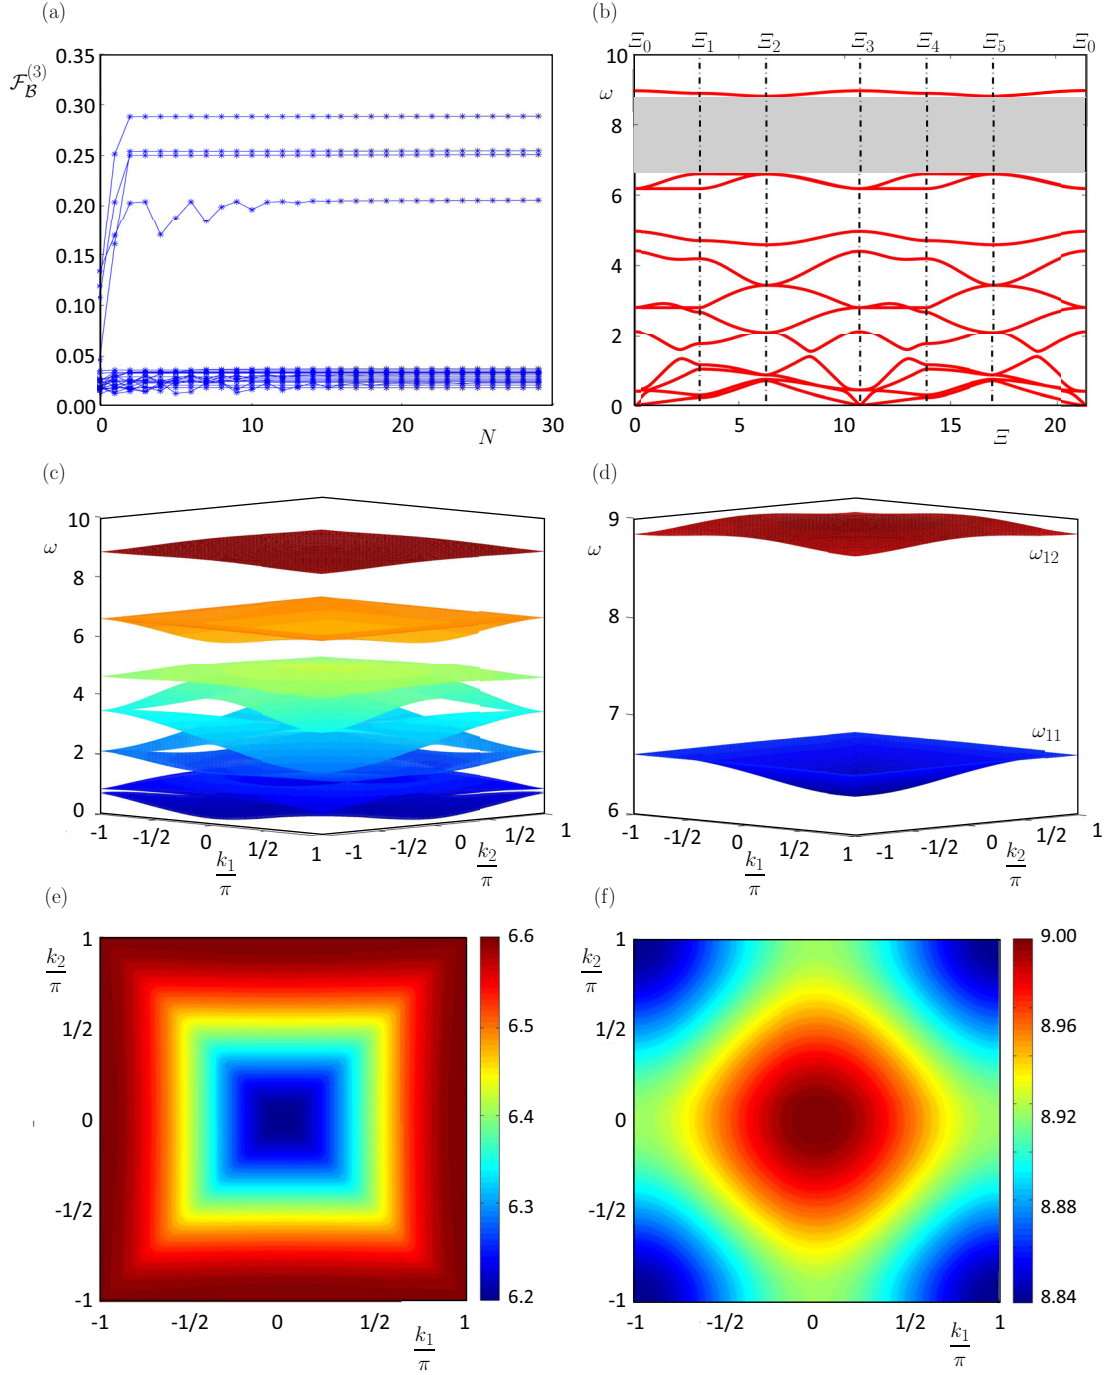 (a)
(b)
Ξ0 Ξ1 Ξ2 Ξ3 Ξ4 Ξ5 Ξ0
F_B^(3)
0.35
0.30
0.25
0.20
0.15
0.10
0.05
0.00
0 10 20 30
N
ω
10
8
6
4
2
0
0 5 10 15 20
Ξ
(c)
(d)
10
ω
8
6
4
2
0
-1 -1/2 0 1/2 1 -1 -1/2 0 1/2 1
k1/π
k2/π
9
ω
8
7
6
ω12
ω11
-1 -1/2 0 1/2 1 -1 -1/2 0 1/2 1
k1/π
k2/π
(e)
(f)
1
k2/π
1/2
0
-1/2
-1
-1 -1/2 0 1/2 1
k1/π
6.6
6.5
6.4
6.3
6.2
1
k2/π
1/2
0
-1/2
-1
-1 -1/2 0 1/2 1
k1/π
9.00
8.96
8.92
8.88
8.84